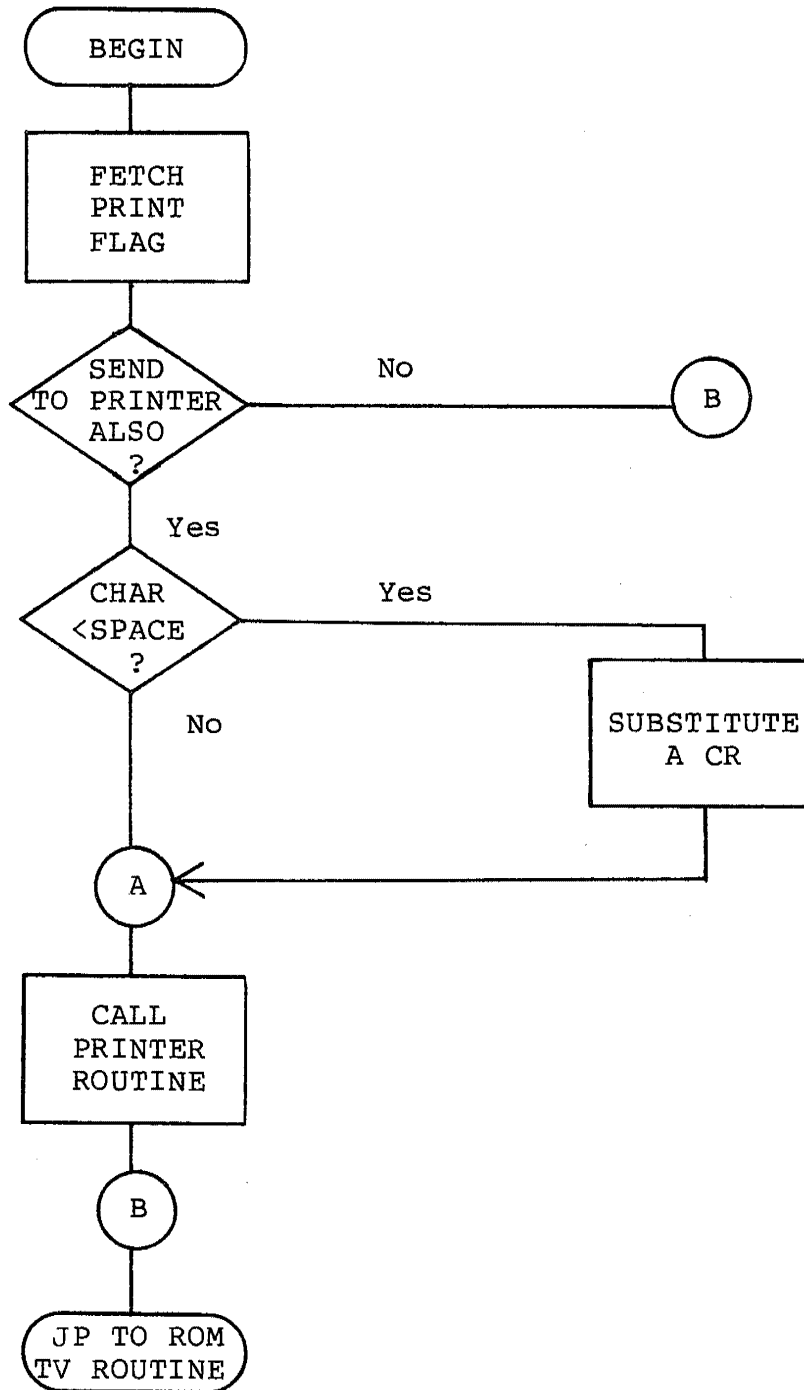 BEGIN
FETCH
PRINT
FLAG
SEND
TO PRINTER
ALSO
?
No
B
Yes
CHAR
<SPACE
?
Yes
No
SUBSTITUTE
A CR
A
CALL
PRINTER
ROUTINE
B
JP TO ROM
TV ROUTINE